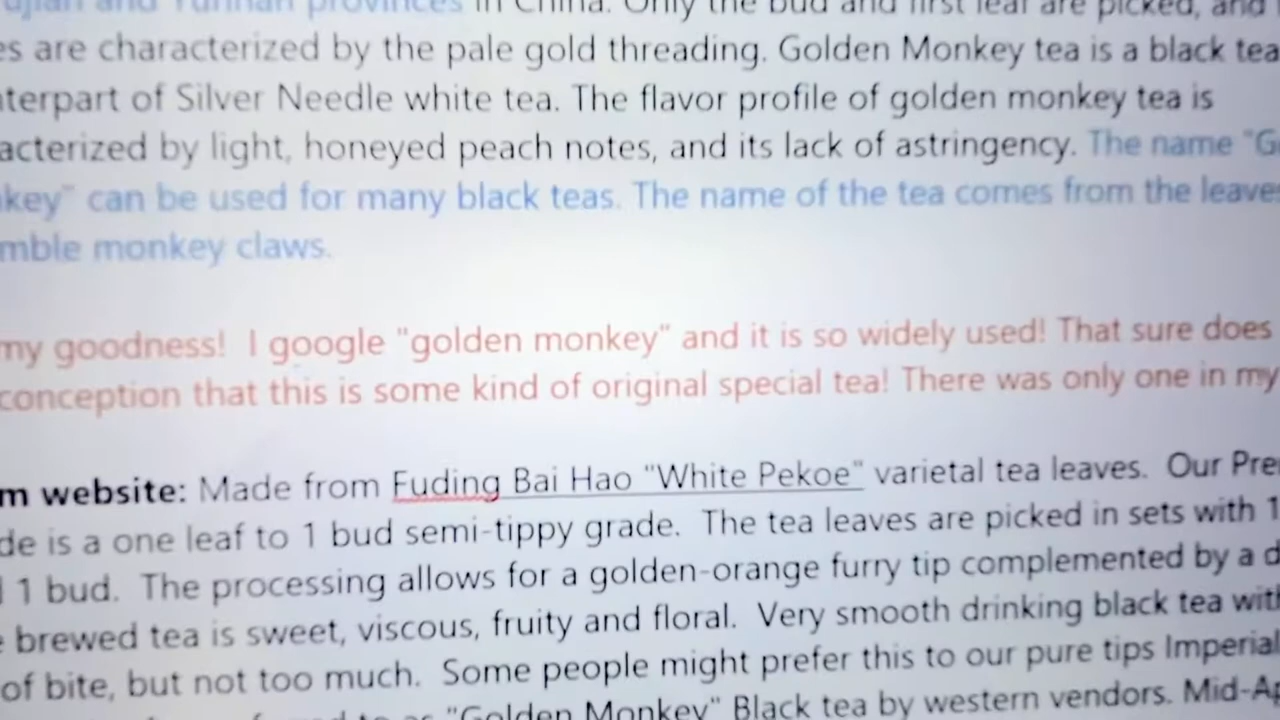 ujian and Yunnan provinces in China. Only the bud and first leaf are picked, and
es are characterized by the pale gold threading. Golden Monkey tea is a black tea
nterpart of Silver Needle white tea. The flavor profile of golden monkey tea is
acterized by light, honeyed peach notes, and its lack of astringency. The name "G
nkey" can be used for many black teas. The name of the tea comes from the leaves
mble monkey claws.
my goodness! I google "golden monkey" and it is so widely used! That sure does
conception that this is some kind of original special tea! There was only one in my
m website: Made from Fuding Bai Hao "White Pekoe" varietal tea leaves. Our Pre
de is a one leaf to 1 bud semi-tippy grade. The tea leaves are picked in sets with 1
1 bud. The processing allows for a golden-orange furry tip complemented by a d
e brewed tea is sweet, viscous, fruity and floral. Very smooth drinking black tea with
of bite, but not too much. Some people might prefer this to our pure tips Imperial
"Golden Monkey" Black tea by western vendors. Mid-Ap